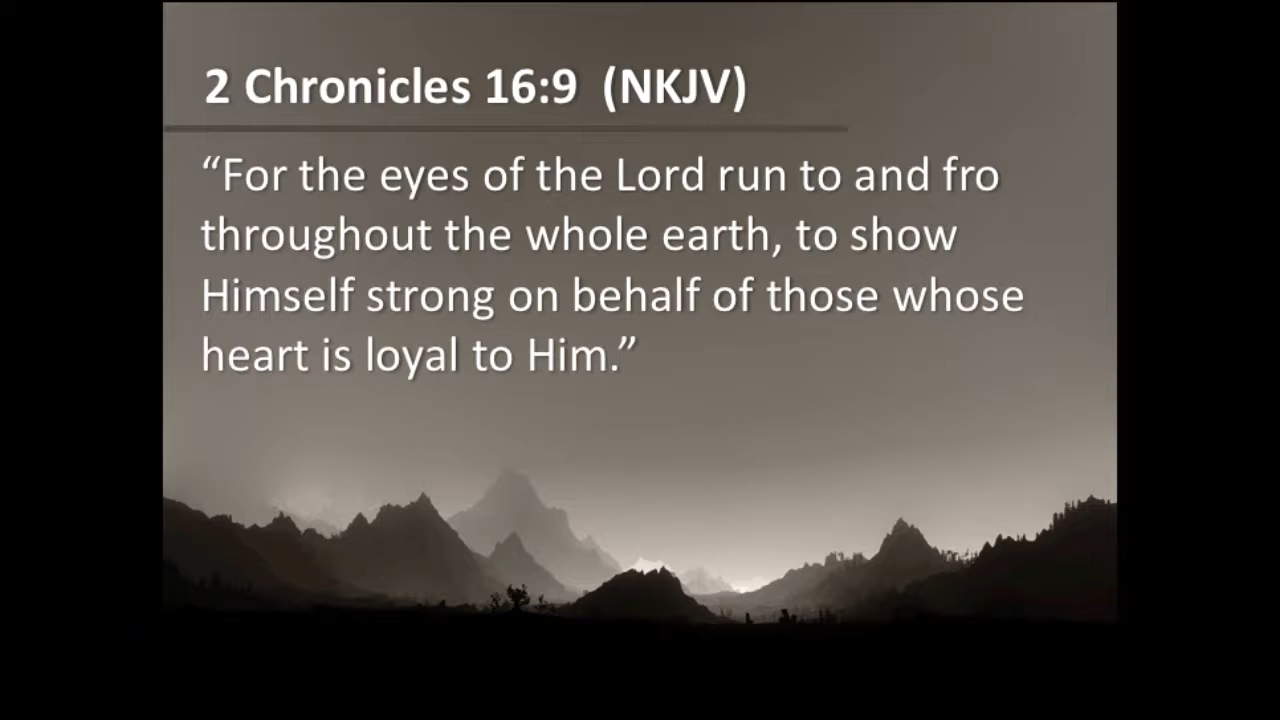 2 Chronicles 16:9 (NKJV)
“For the eyes of the Lord run to and fro
throughout the whole earth, to show
Himself strong on behalf of those whose
heart is loyal to Him.”